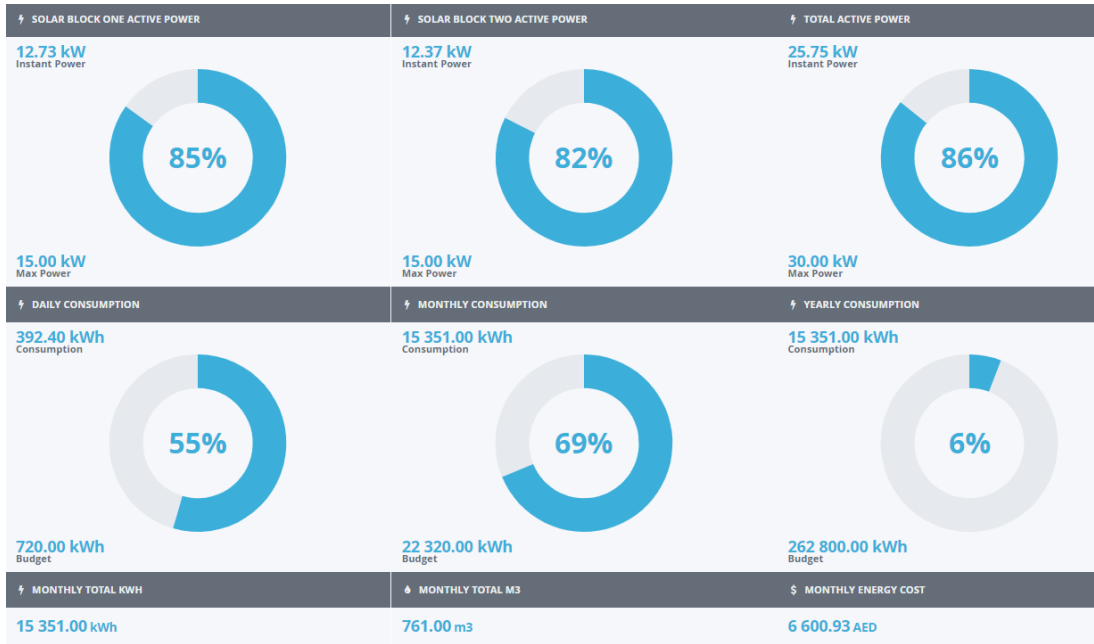 SOLAR BLOCK ONE ACTIVE POWER
12.73 kW
Instant Power
85%
15.00 kW
Max Power
SOLAR BLOCK TWO ACTIVE POWER
12.37 kW
Instant Power
82%
15.00 kW
Max Power
TOTAL ACTIVE POWER
25.75 kW
Instant Power
86%
30.00 kW
Max Power
DAILY CONSUMPTION
392.40 kWh
Consumption
55%
720.00 kWh
Budget
MONTHLY CONSUMPTION
15 351.00 kWh
Consumption
69%
22 320.00 kWh
Budget
YEARLY CONSUMPTION
15 351.00 kWh
Consumption
6%
262 800.00 kWh
Budget
MONTHLY TOTAL KWH
15 351.00 kWh
MONTHLY TOTAL M3
761.00 m3
$ MONTHLY ENERGY COST
6 600.93 AED